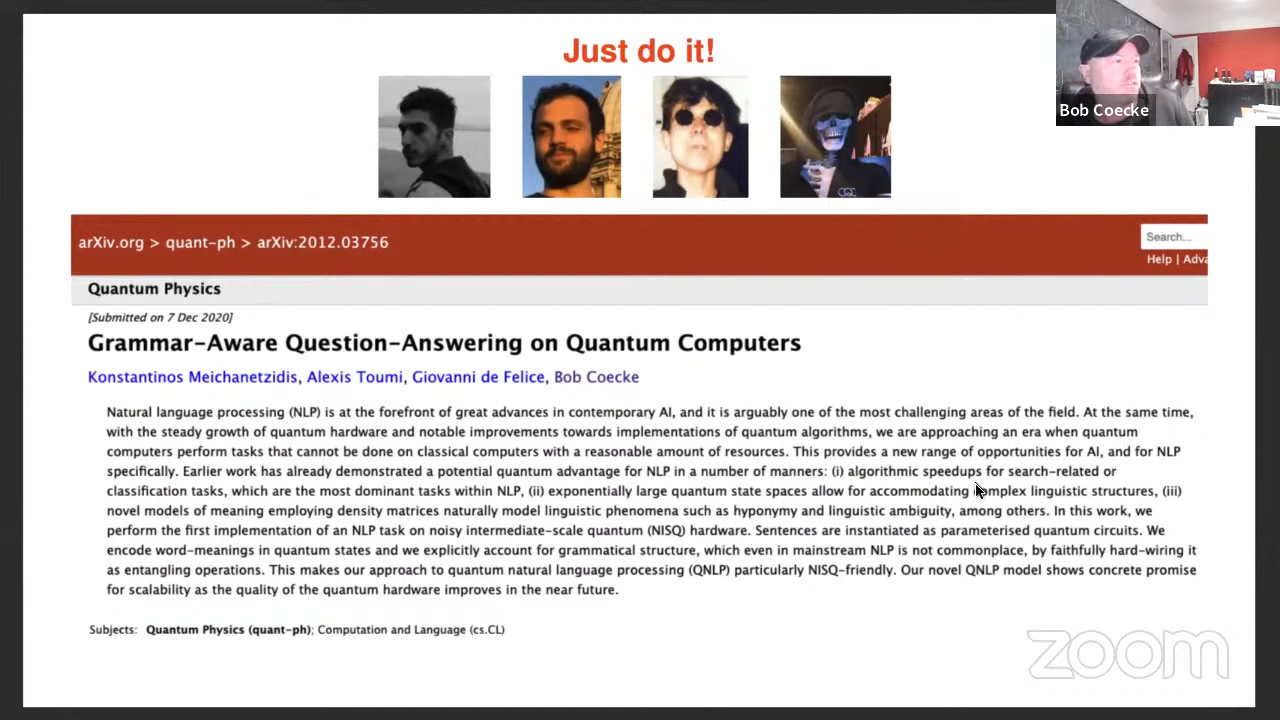 Just do it!
Bob Coecke
CQC
arXiv.org > quant-ph > arXiv:2012.03756
Search...
Help | Adva
Quantum Physics
[Submitted on 7 Dec 2020]
Grammar-Aware Question-Answering on Quantum Computers
Konstantinos Meichanetzidis, Alexis Toumi, Giovanni de Felice, Bob Coecke
Natural language processing (NLP) is at the forefront of great advances in contemporary AI, and it is arguably one of the most challenging areas of the field. At the same time,
with the steady growth of quantum hardware and notable improvements towards implementations of quantum algorithms, we are approaching an era when quantum
computers perform tasks that cannot be done on classical computers with a reasonable amount of resources. This provides a new range of opportunities for AI, and for NLP
specifically. Earlier work has already demonstrated a potential quantum advantage for NLP in a number of manners: (i) algorithmic speedups for search-related or
classification tasks, which are the most dominant tasks within NLP, (ii) exponentially large quantum state spaces allow for accommodating complex linguistic structures, (iii)
novel models of meaning employing density matrices naturally model linguistic phenomena such as hyponymy and linguistic ambiguity, among others. In this work, we
perform the first implementation of an NLP task on noisy intermediate-scale quantum (NISQ) hardware. Sentences are instantiated as parameterised quantum circuits. We
encode word-meanings in quantum states and we explicitly account for grammatical structure, which even in mainstream NLP is not commonplace, by faithfully hard-wiring it
as entangling operations. This makes our approach to quantum natural language processing (QNLP) particularly NISQ-friendly. Our novel QNLP model shows concrete promise
for scalability as the quality of the quantum hardware improves in the near future.
Subjects: Quantum Physics (quant-ph); Computation and Language (cs.CL)
zoom